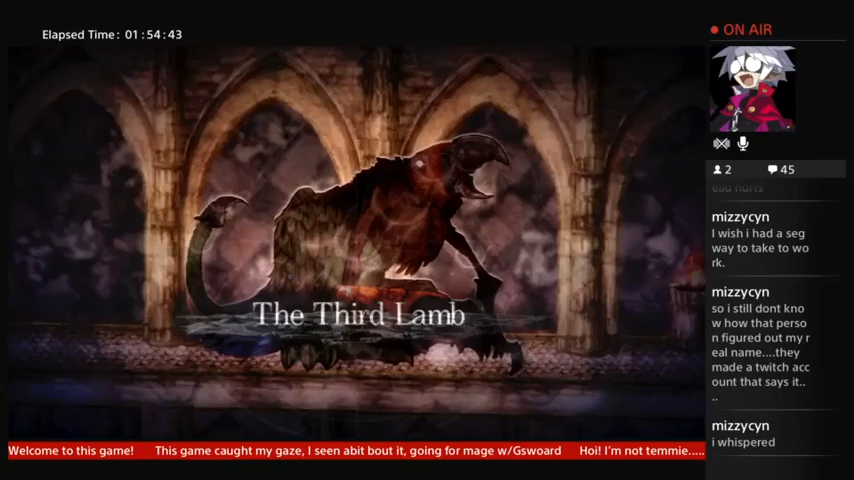 Elapsed Time: 01:54:43
ON AIR
2
45
ead hurts
mizzycyn
I wish i had a seg
way to take to wo
rk.
mizzycyn
so i still dont kno
w how that perso
n figured out my r
eal name....they
made a twitch acc
ount that says it..
..
mizzycyn
i whispered
The Third Lamb
Welcome to this game! This game caught my gaze, I seen abit bout it, going for mage w/Gswoard Hoi! I'm not temmie.....